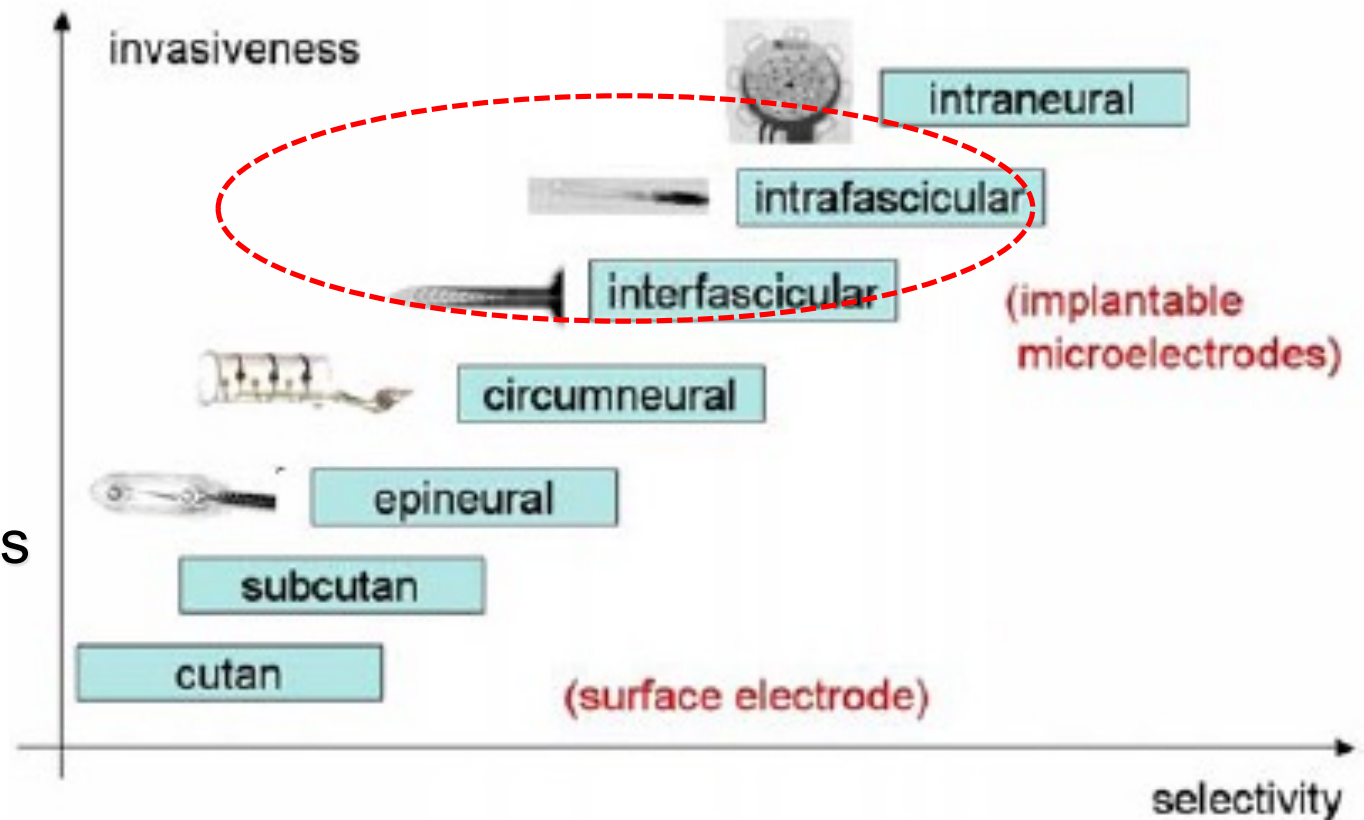 invasiveness
intraneural
intrafascicular
interfascicular
(implantable
microelectrodes)
circumneural
epineural
s
subcutan
cutan
(surface electrode)
selectivity